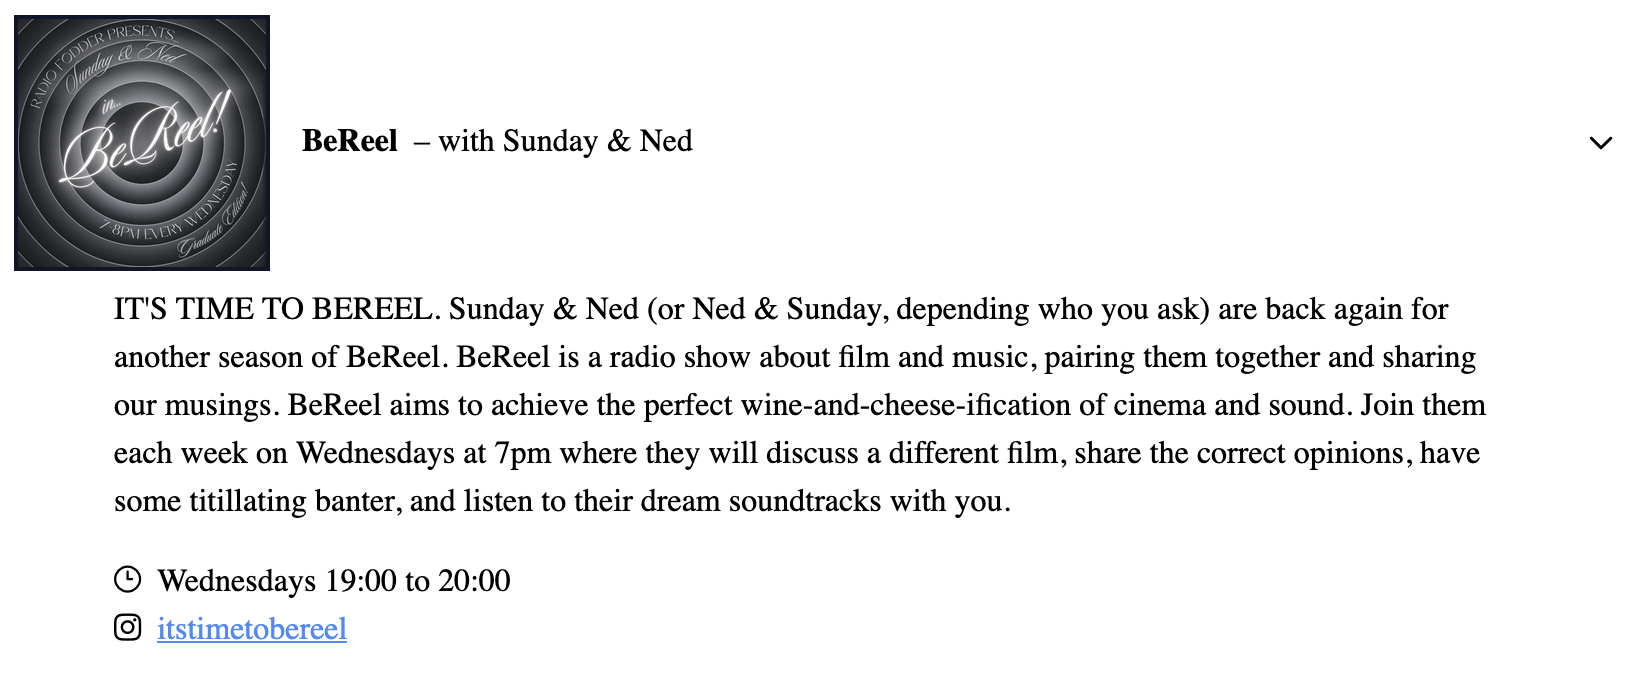 RADIO FODDER PRESENTS...
Sunday & Ned
in...
BeReel!
7-8PM EVERY WEDNESDAY
Graduate Edition!
BeReel – with Sunday & Ned
IT'S TIME TO BEREEL. Sunday & Ned (or Ned & Sunday, depending who you ask) are back again for
another season of BeReel. BeReel is a radio show about film and music, pairing them together and sharing
our musings. BeReel aims to achieve the perfect wine-and-cheese-ification of cinema and sound. Join them
each week on Wednesdays at 7pm where they will discuss a different film, share the correct opinions, have
some titillating banter, and listen to their dream soundtracks with you.
Wednesdays 19:00 to 20:00
itstimetobereel